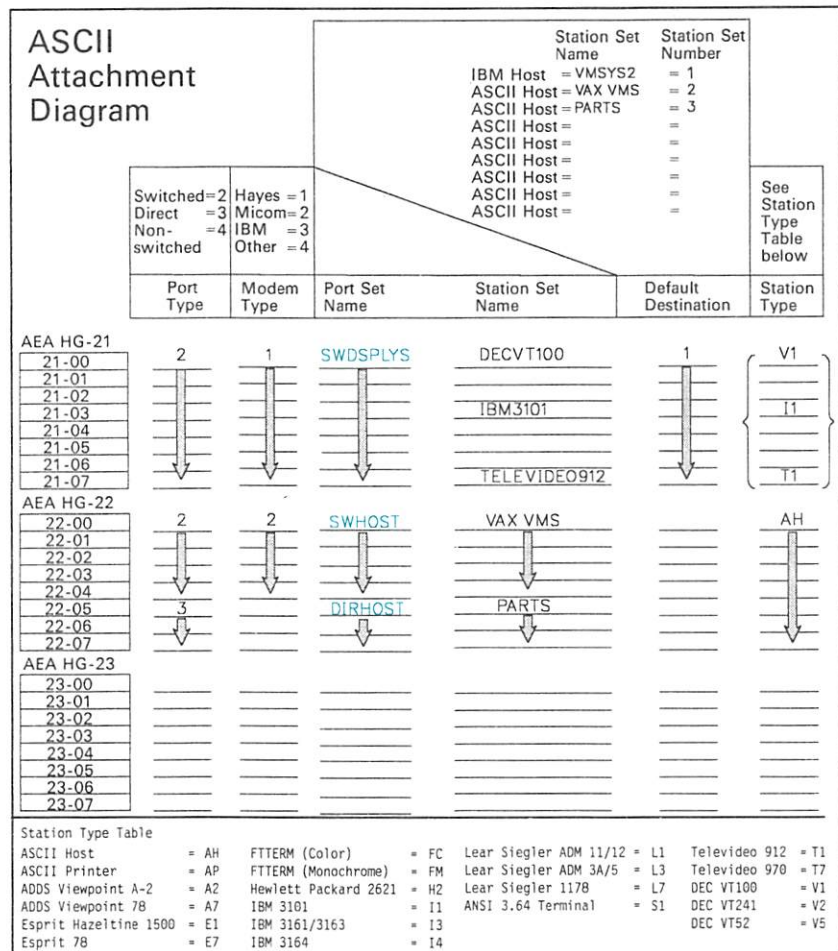 ASCII
Attachment
Diagram
Station Set Name Station Set Number
IBM Host = VMSYS2 = 1
ASCII Host = VAX VMS = 2
ASCII Host = PARTS = 3
ASCII Host = =
ASCII Host = =
ASCII Host = =
ASCII Host = =
ASCII Host = =
ASCII Host = =
Switched=2
Direct =3
Non- =4
switched
Hayes =1
Micom=2
IBM =3
Other =4
See
Station
Type
Table
below
Port Type Modem Type Port Set Name Station Set Name Default Destination Station Type
AEA HG-21
21-00 2 1 SWDSPLYS DECVT100 1 V1
21-01
21-02
21-03 IBM3101 I1
21-04
21-05
21-06
21-07 TELEVIDEO912 T1
AEA HG-22
22-00 2 2 SWHOST VAX VMS AH
22-01
22-02
22-03
22-04
22-05 3 DIRHOST PARTS
22-06
22-07
AEA HG-23
23-00
23-01
23-02
23-03
23-04
23-05
23-06
23-07
Station Type Table
ASCII Host = AH FTTERM (Color) = FC Lear Siegler ADM 11/12 = L1 Televideo 912 = T1
ASCII Printer = AP FTTERM (Monochrome) = FM Lear Siegler ADM 3A/5 = L3 Televideo 970 = T7
ADDS Viewpoint A-2 = A2 Hewlett Packard 2621 = H2 Lear Siegler 1178 = L7 DEC VT100 = V1
ADDS Viewpoint 78 = A7 IBM 3101 = I1 ANSI 3.64 Terminal = S1 DEC VT241 = V2
Esprit Hazeltine 1500 = E1 IBM 3161/3163 = I3 DEC VT52 = V5
Esprit 78 = E7 IBM 3164 = I4